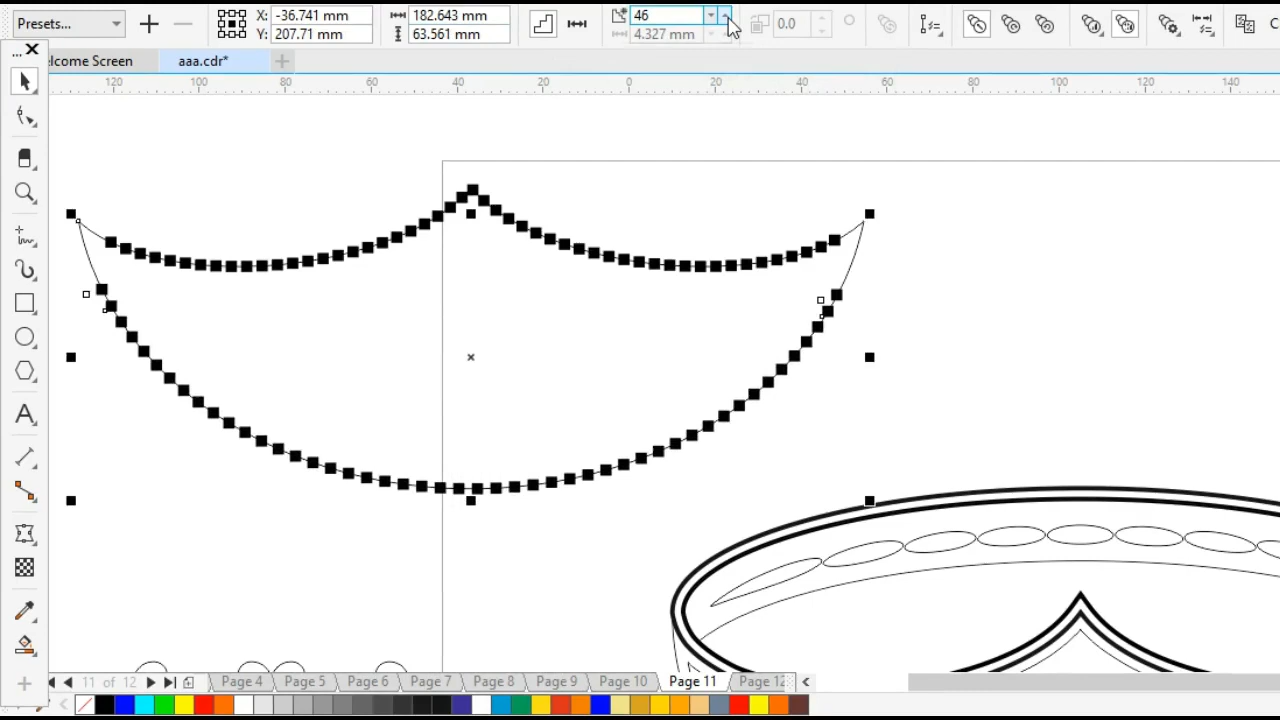 Presets...
X: -36.741 mm
Y: 207.71 mm
182.643 mm
63.561 mm
46
4.327 mm
0.0
C
...
elcome Screen
aaa.cdr*
120 100 80 60 40 20 0 20 40 60 80 100 120 140
11 of 12
Page 4 Page 5 Page 6 Page 7 Page 8 Page 9 Page 10 Page 11 Page 12